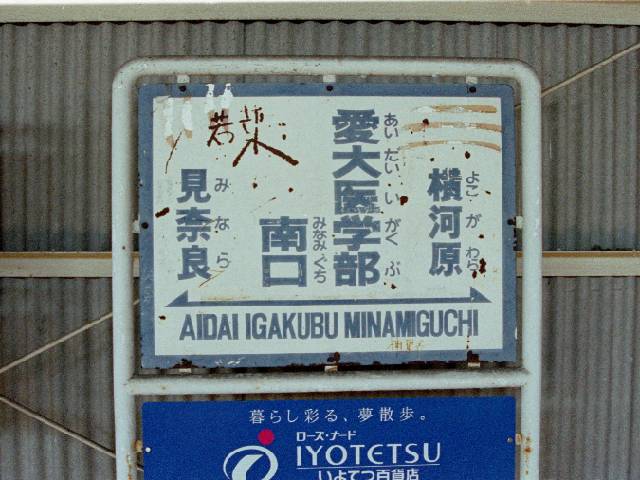 愛大医学部
あいだいいがくぶ
南口
みなみぐち
見奈良
みなら
横河原
よこがわら
AIDAI IGAKUBU MINAMIGUCHI
暮らし彩る、夢散歩。
ローズ・ナード
IYOTETSU
いよてつ百貨店